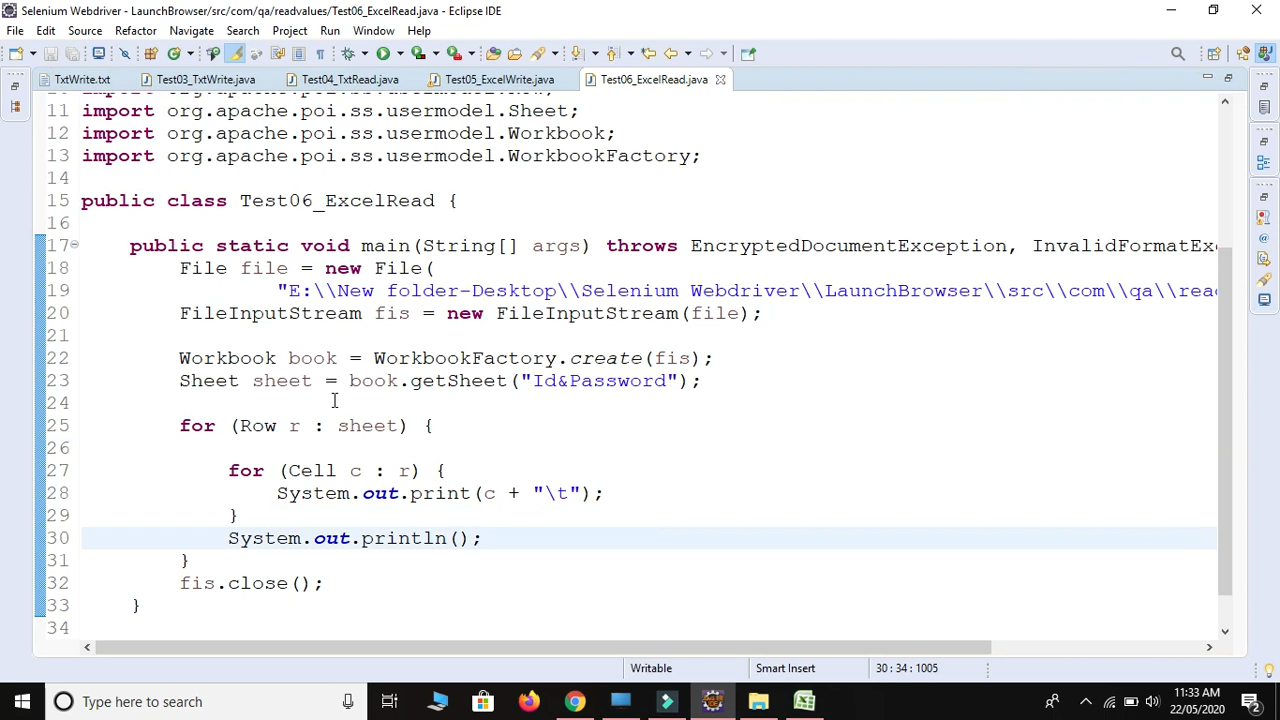 Selenium Webdriver - LaunchBrowser/src/com/qa/readvalues/Test06_ExcelRead.java - Eclipse IDE
File Edit Source Refactor Navigate Search Project Run Window Help
TxtWrite.txt Test03_TxtWrite.java Test04_TxtRead.java Test05_ExcelWrite.java Test06_ExcelRead.java
11 import org.apache.poi.ss.usermodel.Sheet;
12 import org.apache.poi.ss.usermodel.Workbook;
13 import org.apache.poi.ss.usermodel.WorkbookFactory;
14
15 public class Test06_ExcelRead {
16
17 public static void main(String[] args) throws EncryptedDocumentException, InvalidFormatExc
18 File file = new File(
19 "E:\\New folder-Desktop\\Selenium Webdriver\\LaunchBrowser\\src\\com\\qa\\rea
20 FileInputStream fis = new FileInputStream(file);
21
22 Workbook book = WorkbookFactory.create(fis);
23 Sheet sheet = book.getSheet("Id&Password");
24
25 for (Row r : sheet) {
26
27 for (Cell c : r) {
28 System.out.print(c + "\t");
29 }
30 System.out.println();
31 }
32 fis.close();
33 }
34
Writable Smart Insert 30 : 34 : 1005
Type here to search
11:33 AM
22/05/2020
2